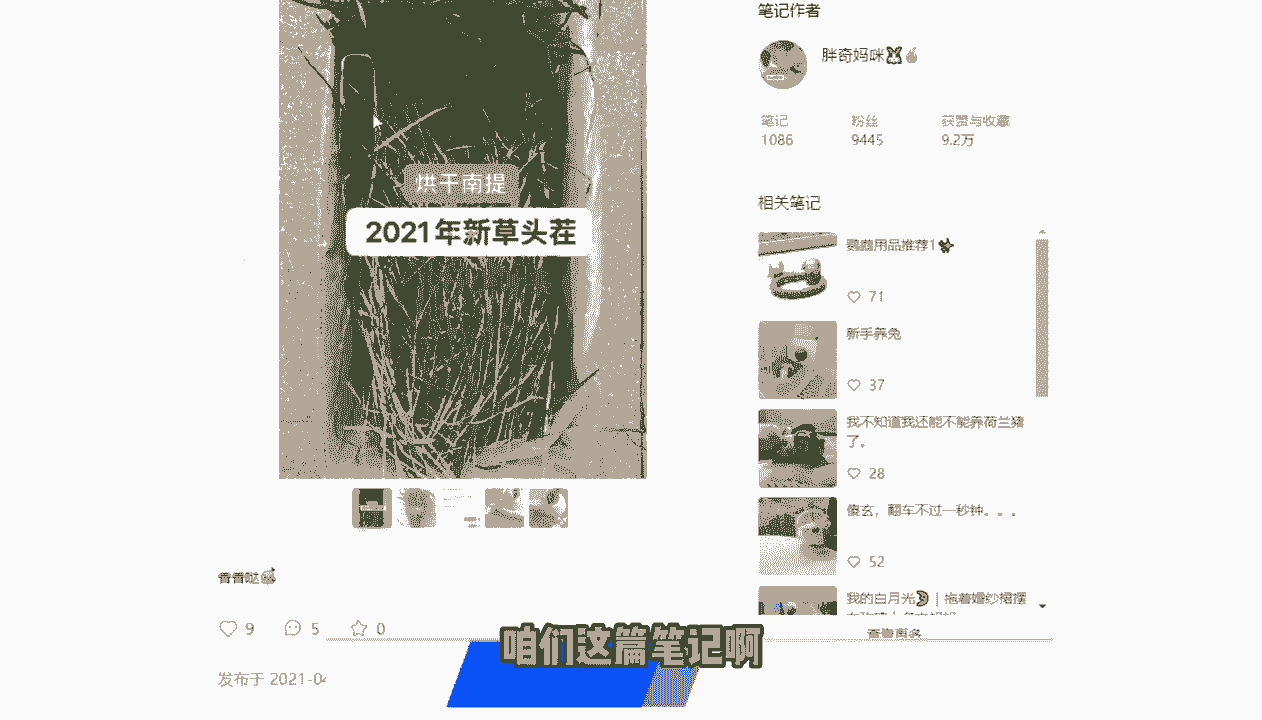 笔记作者
胖奇妈咪
笔记
粉丝
获赞与收藏
1086
9445
9.2万
烘干南提
2021年新草头茬
相关笔记
鹦鹉用品推荐1
71
新手养兔
37
我不知道我还能不能养荷兰猪
了。
28
傻玄，翻车不过一秒钟。。。
52
我的白月光｜拖着婚纱裙摆
查看更多
香香哒
9
5
0
咱们这篇笔记啊
发布于 2021-04